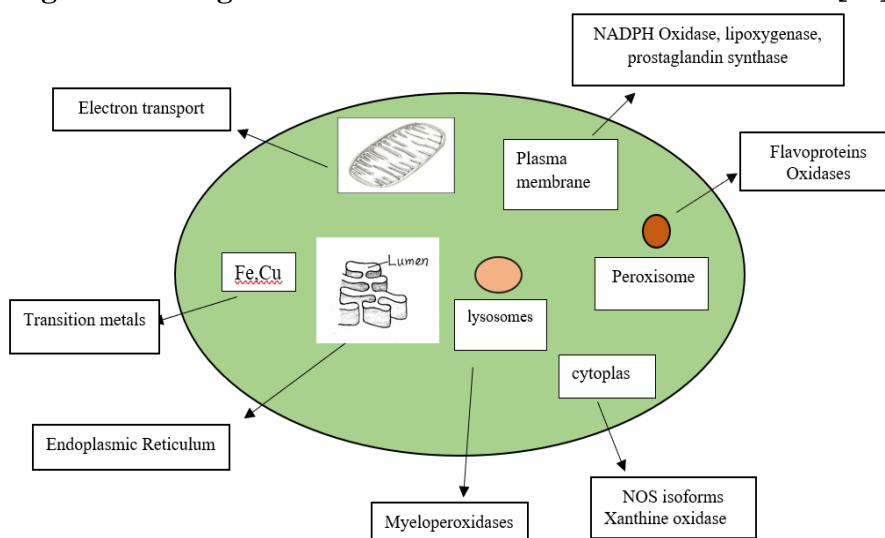 NADPH Oxidase, lipoxygenase,
prostaglandin synthase
Electron transport
Plasma
membrane
Flavoproteins
Oxidases
Lumen
Fe,Cu
Peroxisome
Transition metals
lysosomes
cytoplas
Endoplasmic Reticulum
NOS isoforms
Xanthine oxidase
Myeloperoxidases